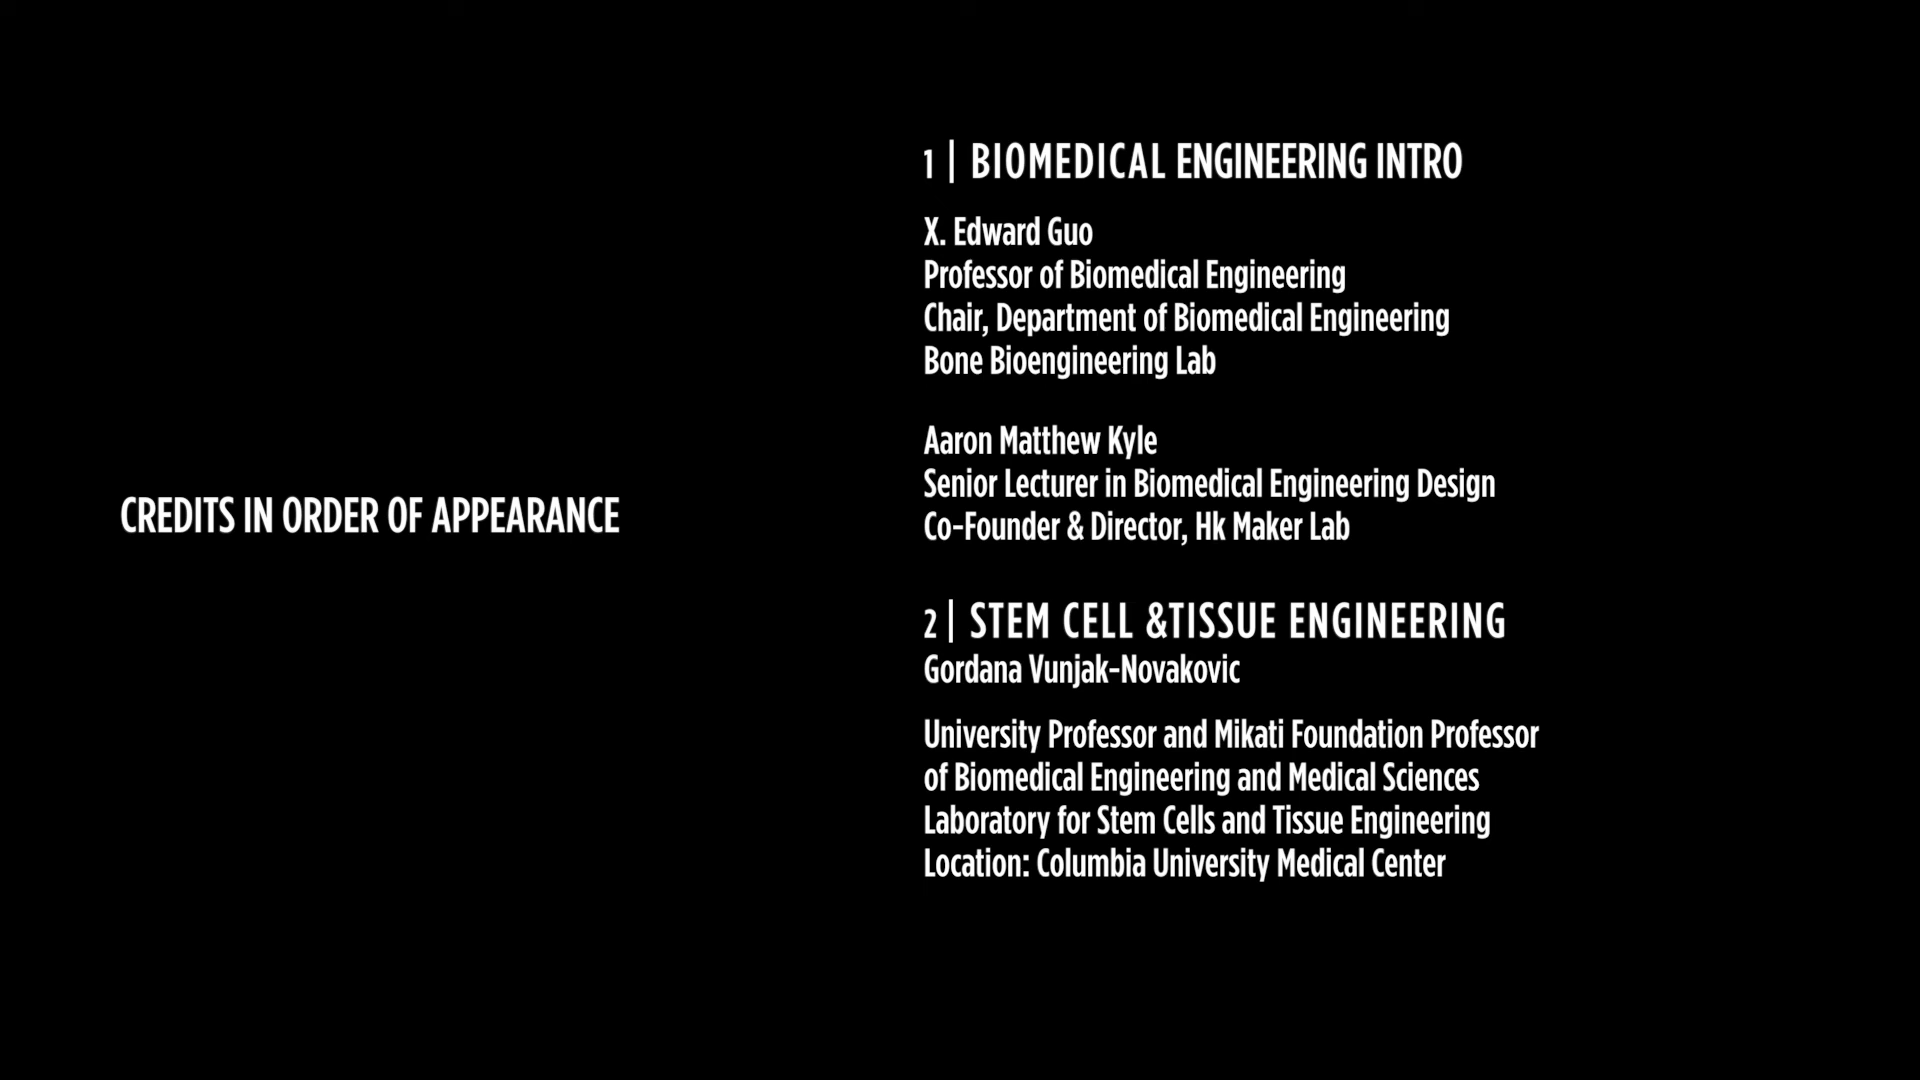 CREDITS IN ORDER OF APPEARANCE
1 | BIOMEDICAL ENGINEERING INTRO
X. Edward Guo
Professor of Biomedical Engineering
Chair, Department of Biomedical Engineering
Bone Bioengineering Lab
Aaron Matthew Kyle
Senior Lecturer in Biomedical Engineering Design
Co-Founder & Director, Hk Maker Lab
2 | STEM CELL &TISSUE ENGINEERING
Gordana Vunjak-Novakovic
University Professor and Mikati Foundation Professor
of Biomedical Engineering and Medical Sciences
Laboratory for Stem Cells and Tissue Engineering
Location: Columbia University Medical Center